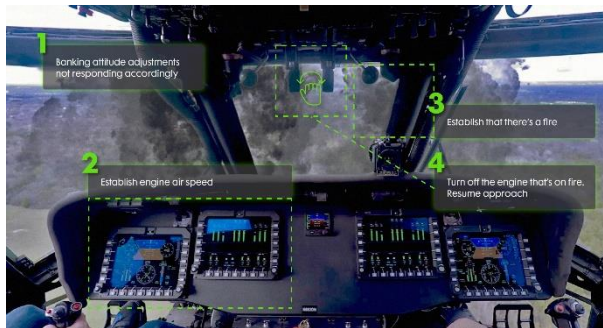 1
Banking attitude adjustments
not responding accordingly
2
Establish engine air speed
3
Establish that there's a fire
4
Turn off the engine that's on fire.
Resume approach